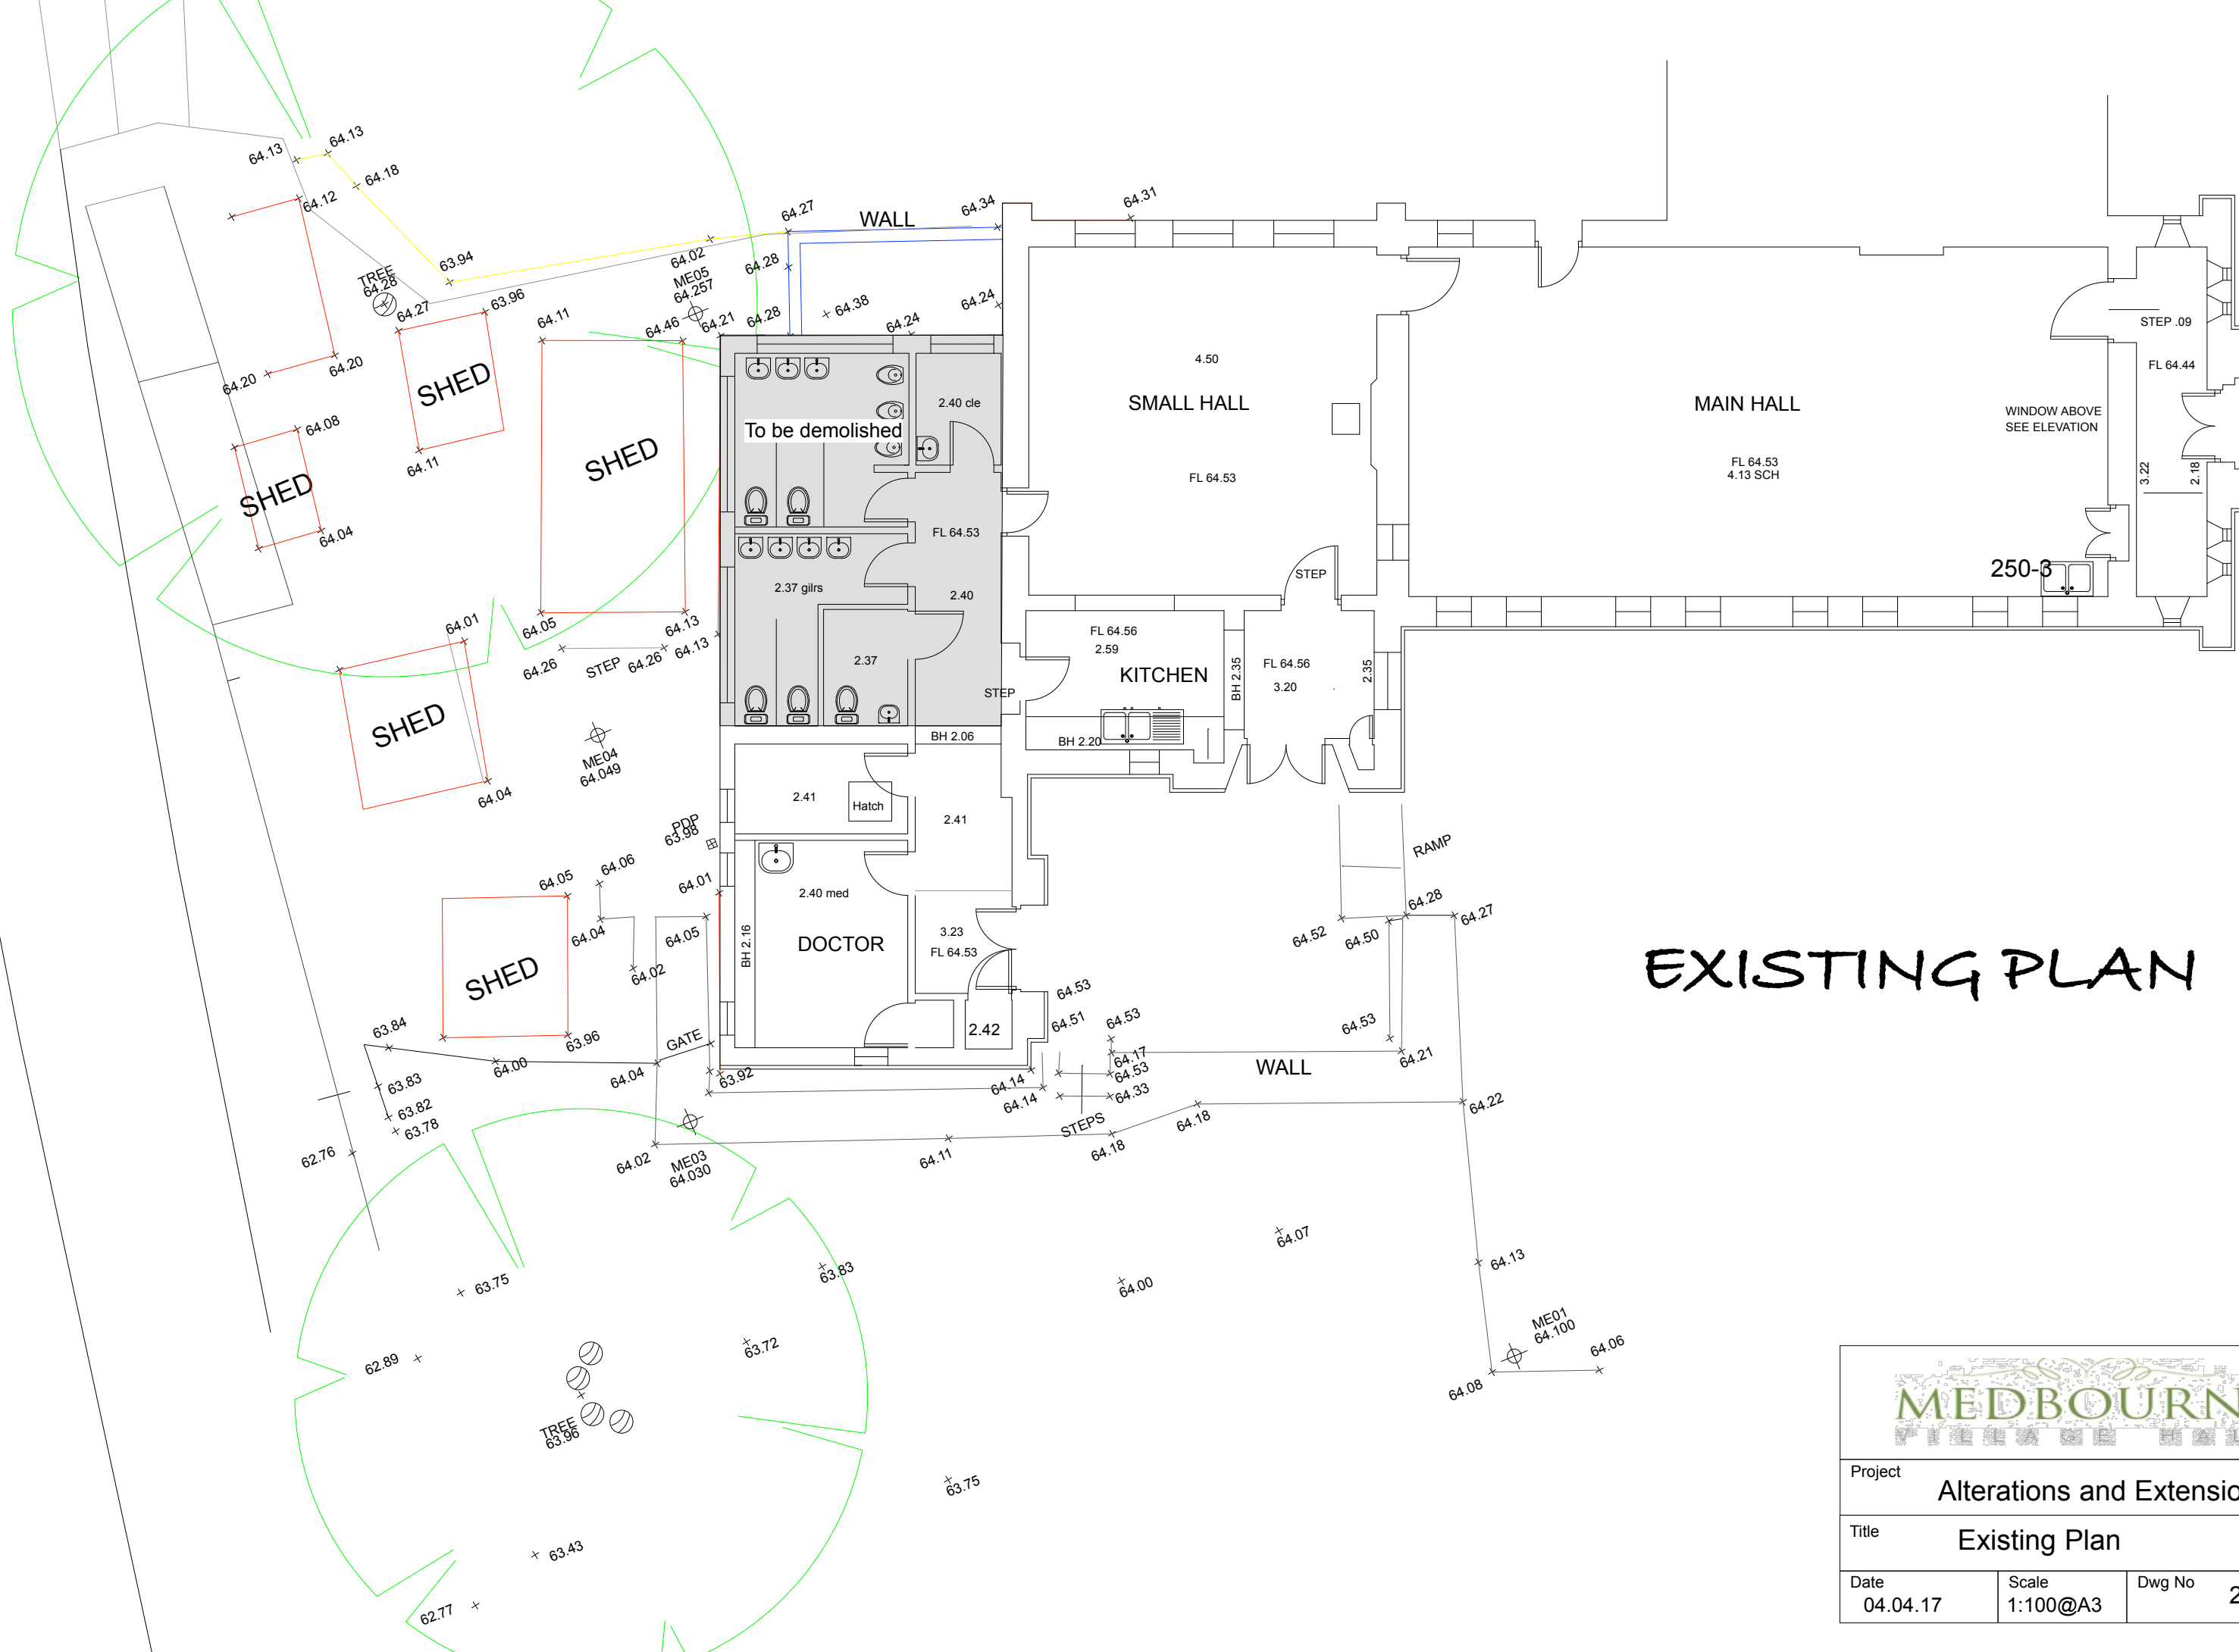 64.13
64.13
64.18
64.12
64.31
64.34
64.27
WALL
64.02
63.94
TREE
64.28
ME05
64.257
64.28
64.24
64.27
63.96
64.11
64.46
64.21
64.28
64.38
64.24
STEP .09
4.50
FL 64.44
64.20
64.20
SHED
SMALL HALL
MAIN HALL
2.40 cle
WINDOW ABOVE
SEE ELEVATION
64.08
To be demolished
SHED
64.11
FL 64.53
FL 64.53
4.13 SCH
3.22
2.18
SHED
64.04
FL 64.53
250-3
STEP
2.37 gilrs
2.40
64.01
64.05
64.13
64.13
64.26
STEP
64.26
FL 64.56
2.59
2.37
FL 64.56
3.20
BH 2.35
2.35
KITCHEN
STEP
SHED
BH 2.06
BH 2.20
ME04
64.049
64.04
2.41
Hatch
2.41
PDP
63.98
RAMP
64.06
64.05
64.01
2.40 med
64.28
64.27
64.04
64.05
BH 2.16
DOCTOR
3.23
FL 64.53
64.52
64.50
SHED
64.02
EXISTING PLAN
64.53
64.51
64.53
64.53
2.42
63.84
63.96
GATE
64.00
64.04
63.92
64.17
64.53
64.33
WALL
64.21
63.83
64.14
64.14
63.82
63.78
STEPS
64.18
64.22
62.76
64.02
ME03
64.030
64.11
64.18
64.07
64.13
63.75
63.83
64.00
ME01
64.100
64.06
62.89
63.72
64.08
TREE
63.96
MEDBOURN
VILLAGE HAL
63.75
Project
Alterations and Extensio
Title
Existing Plan
63.43
62.77
Date
04.04.17
Scale
1:100@A3
Dwg No
2